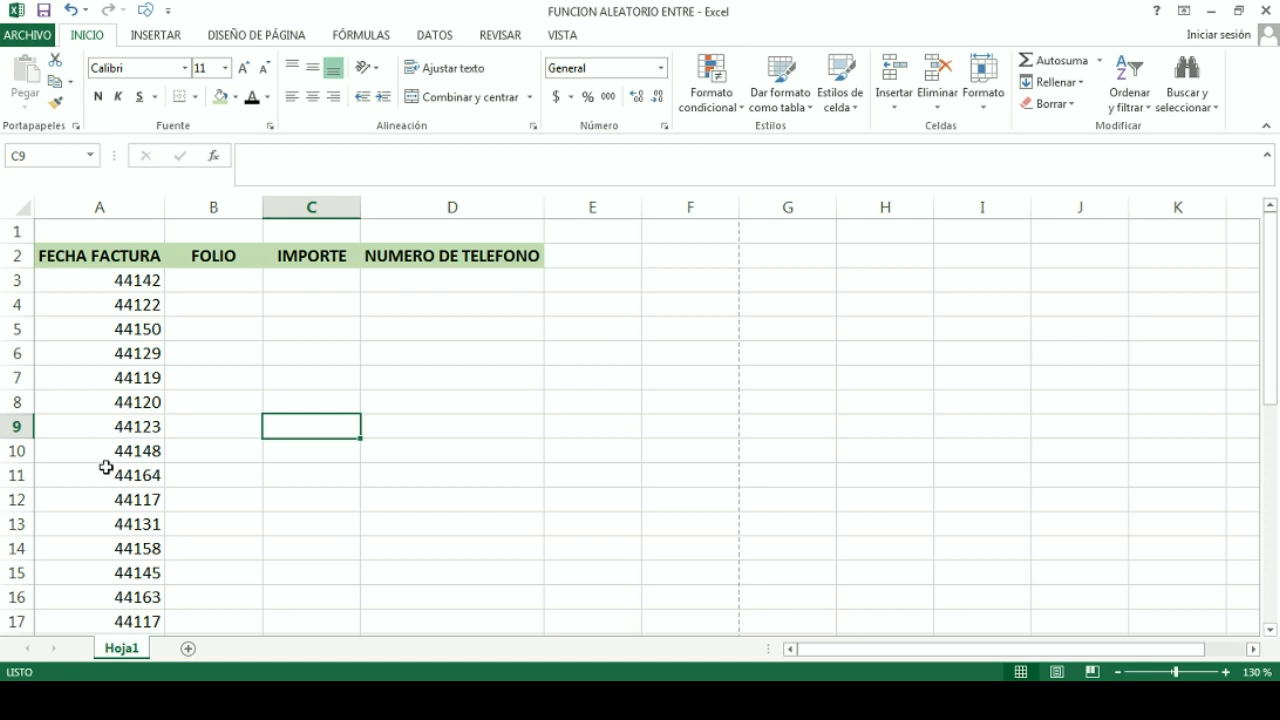 FUNCION ALEATORIO ENTRE - Excel
ARCHIVO INICIO INSERTAR DISEÑO DE PÁGINA FÓRMULAS DATOS REVISAR VISTA Iniciar sesión
Pegar
Calibri 11
N K S
Ajustar texto
Combinar y centrar
General
$ % 000
Formato condicional
Dar formato como tabla
Estilos de celda
Insertar Eliminar Formato
Autosuma
Rellenar
Borrar
Ordenar y filtrar
Buscar y seleccionar
Portapapeles Fuente Alineación Número Estilos Celdas Modificar
C9 fx
A B C D E F G H I J K
1
2 FECHA FACTURA FOLIO IMPORTE NUMERO DE TELEFONO
3 44142
4 44122
5 44150
6 44129
7 44119
8 44120
9 44123
10 44148
11 44164
12 44117
13 44131
14 44158
15 44145
16 44163
17 44117
Hoja1
LISTO 130 %